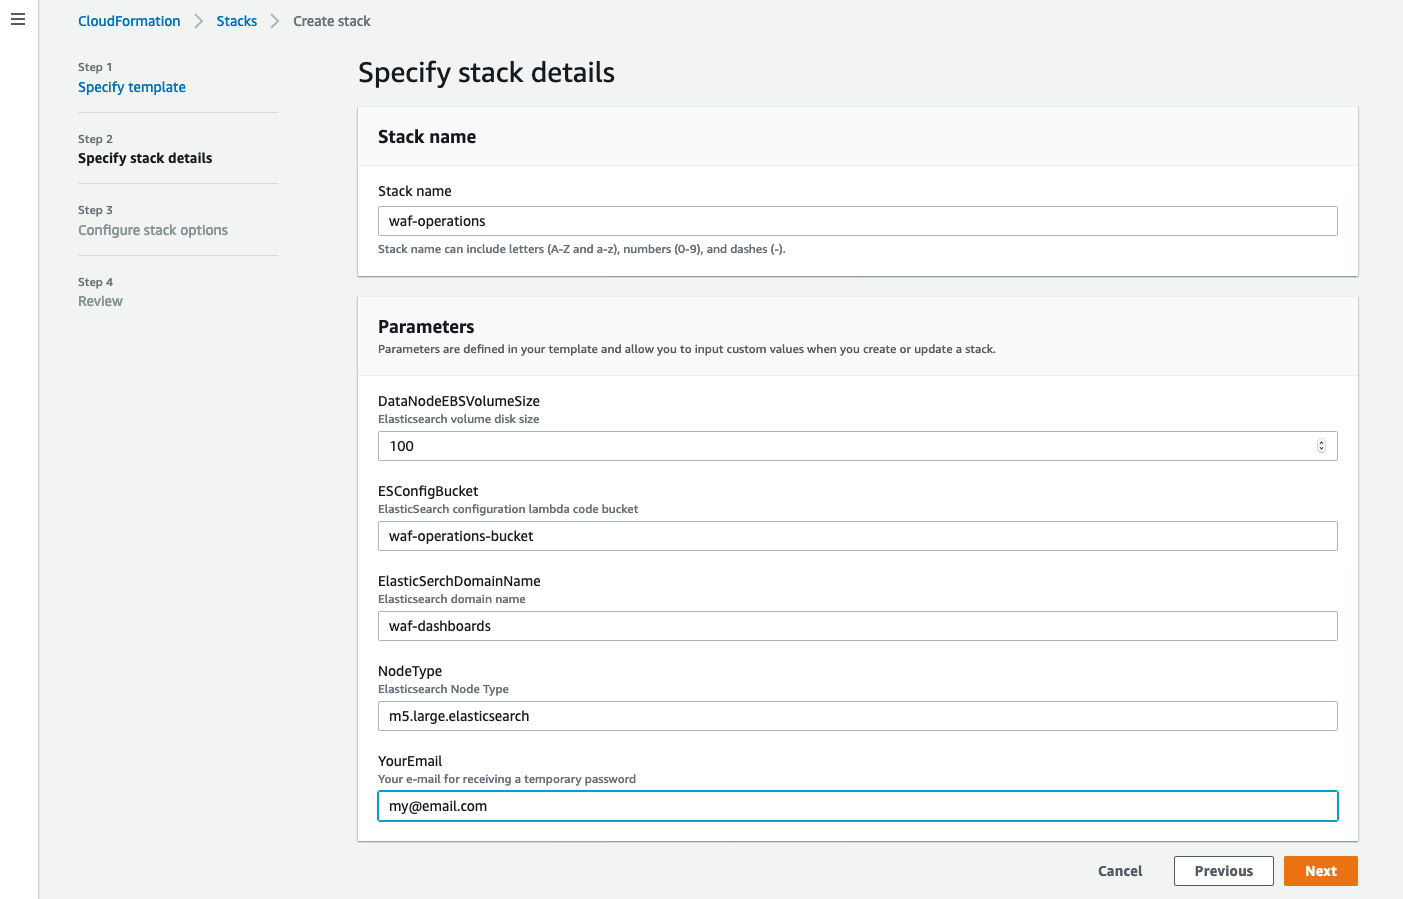 CloudFormation > Stacks > Create stack
Step 1
Specify template
Step 2
Specify stack details
Step 3
Configure stack options
Step 4
Review
Specify stack details
Stack name
Stack name
waf-operations
Stack name can include letters (A-Z and a-z), numbers (0-9), and dashes (-).
Parameters
Parameters are defined in your template and allow you to input custom values when you create or update a stack.
DataNodeEBSVolumeSize
Elasticsearch volume disk size
100
ESConfigBucket
ElasticSearch configuration lambda code bucket
waf-operations-bucket
ElasticSerchDomainName
Elasticsearch domain name
waf-dashboards
NodeType
Elasticsearch Node Type
m5.large.elasticsearch
YourEmail
Your e-mail for receiving a temporary password
my@email.com
Cancel
Previous
Next